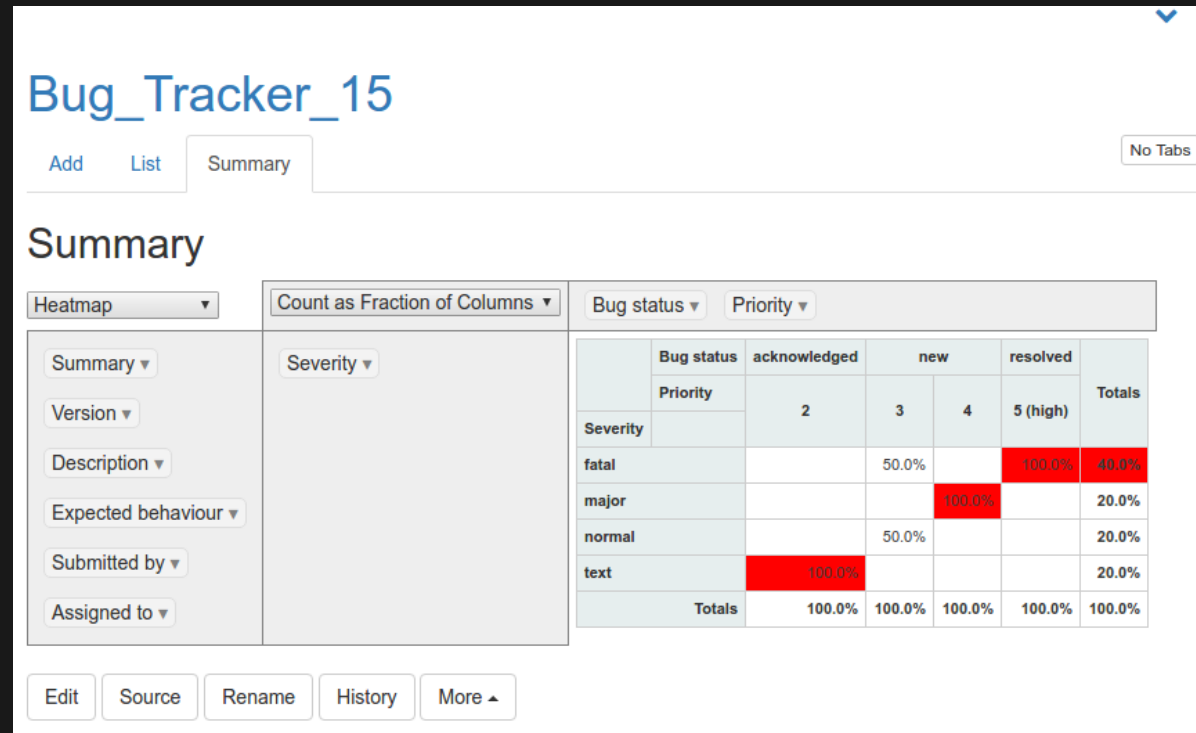 Bug_Tracker_15
Add List Summary
No Tabs
Summary
Heatmap
Count as Fraction of Columns
Bug status Priority
Summary
Version
Description
Expected behaviour
Submitted by
Assigned to
Severity
Bug status acknowledged new resolved Totals
Priority 2 3 4 5 (high)
Severity
fatal 50.0% 100.0% 40.0%
major 100.0% 20.0%
normal 50.0% 20.0%
text 100.0% 20.0%
Totals 100.0% 100.0% 100.0% 100.0% 100.0%
Edit Source Rename History More